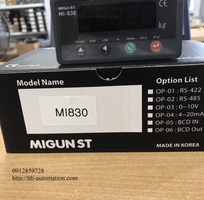 MIGUN ST
MI-830
kg
Model Name
Option List
MI830
OP-01 : RS-422
OP-02 : RS-485
OP-03 : 0~10V
OP-04 : 4~20mA
OP-05 : BCD IN
OP-06 : BCD Out
MIGUN ST
MADE IN KOREA
0912859728
http://tth-automation.com/